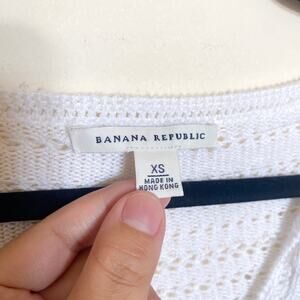 BANANA REPUBLIC
XS
MADE IN
HONG KONG